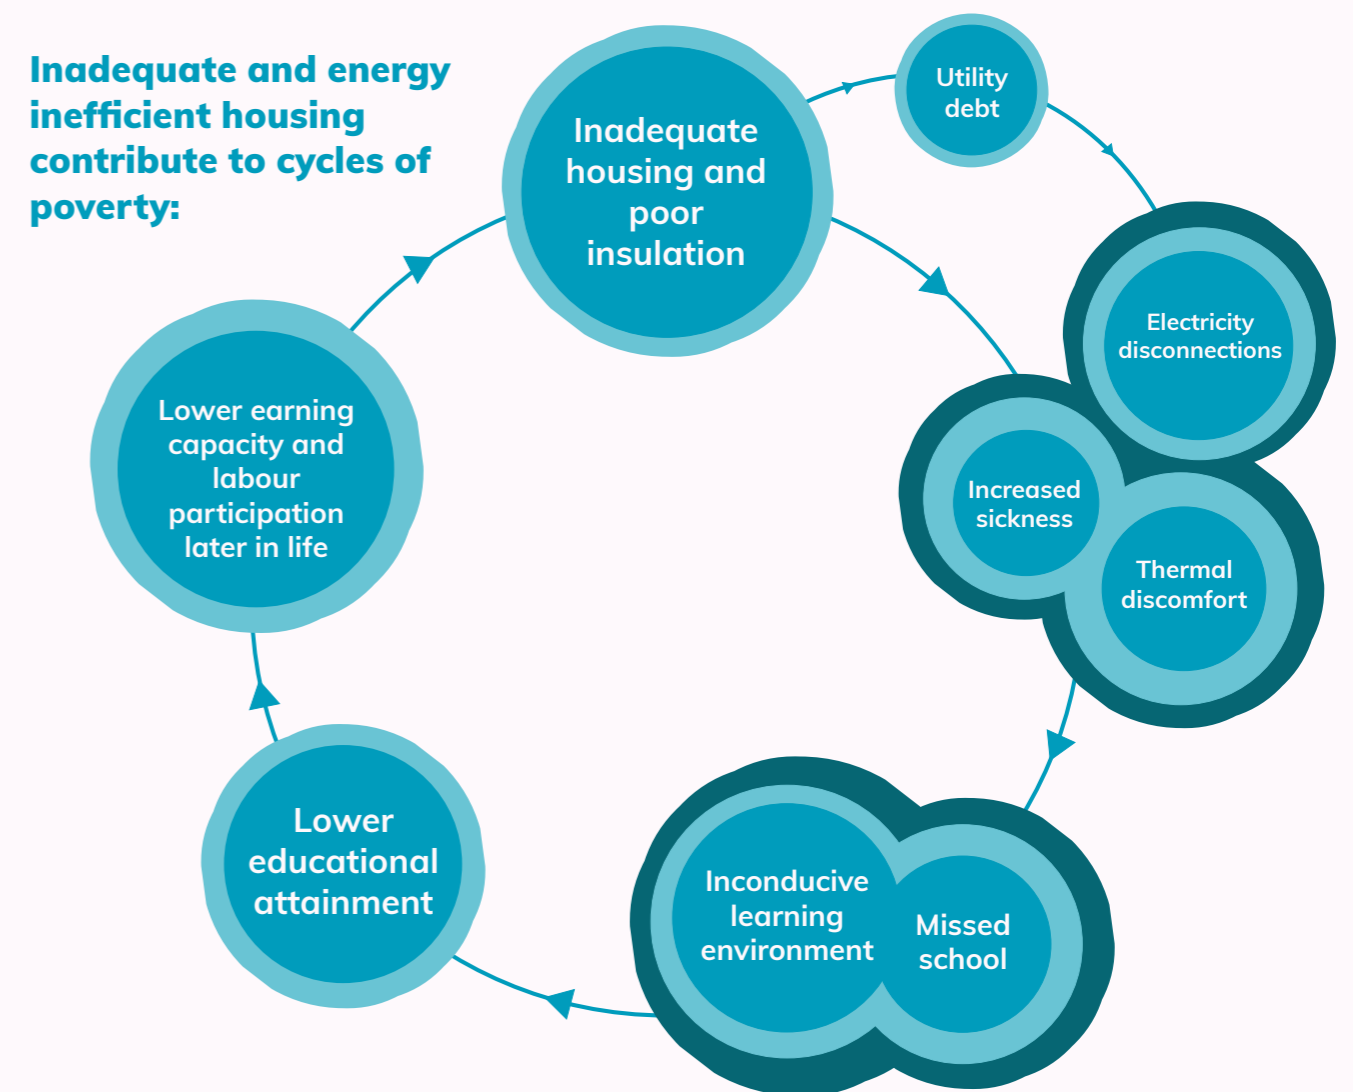 Inadequate and energy
inefficient housing
contribute to cycles of
poverty:
Inadequate
housing and
poor
insulation
Utility
debt
Electricity
disconnections
Increased
sickness
Thermal
discomfort
Inconducive
learning
environment
Missed
school
Lower
educational
attainment
Lower earning
capacity and
labour
participation
later in life